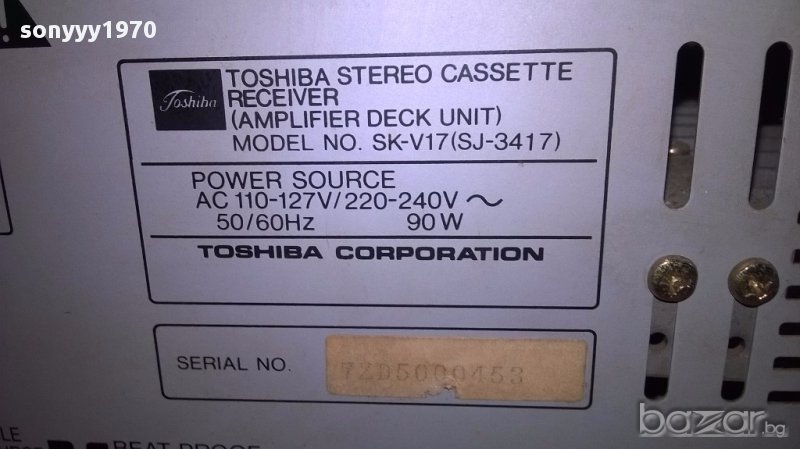 sonyyy1970
Toshiba
TOSHIBA STEREO CASSETTE
RECEIVER
(AMPLIFIER DECK UNIT)
MODEL NO. SK-V17(SJ-3417)
POWER SOURCE
AC 110-127V/220-240V ~
50/60Hz 90W
TOSHIBA CORPORATION
SERIAL NO. 7ZD5000453
BEAT PROOF
bazar.bg